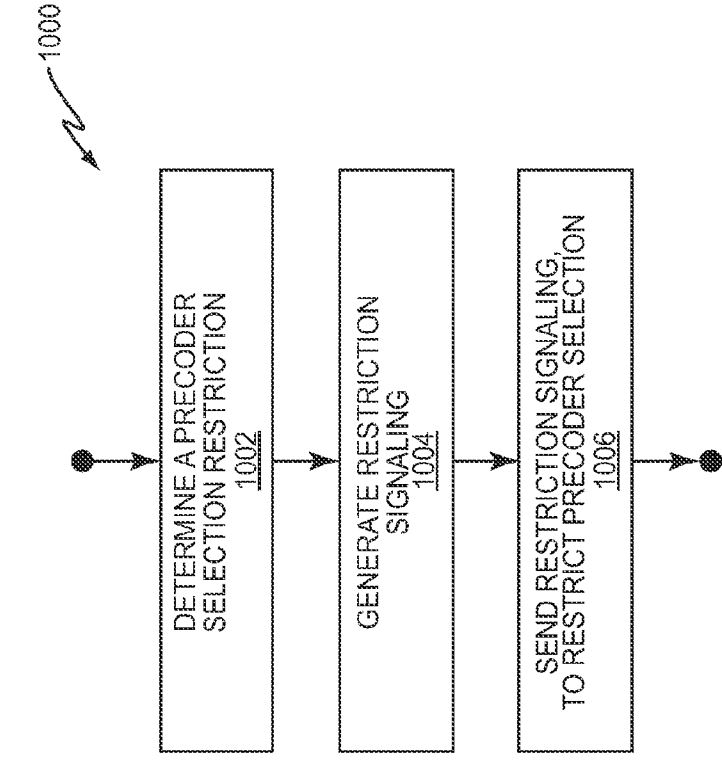 1000
DETERMINE A PRECODER
SELECTION RESTRICTION
1002
GENERATE RESTRICTION
SIGNALING
1004
SEND RESTRICTION SIGNALING,
TO RESTRICT PRECODER SELECTION
1006